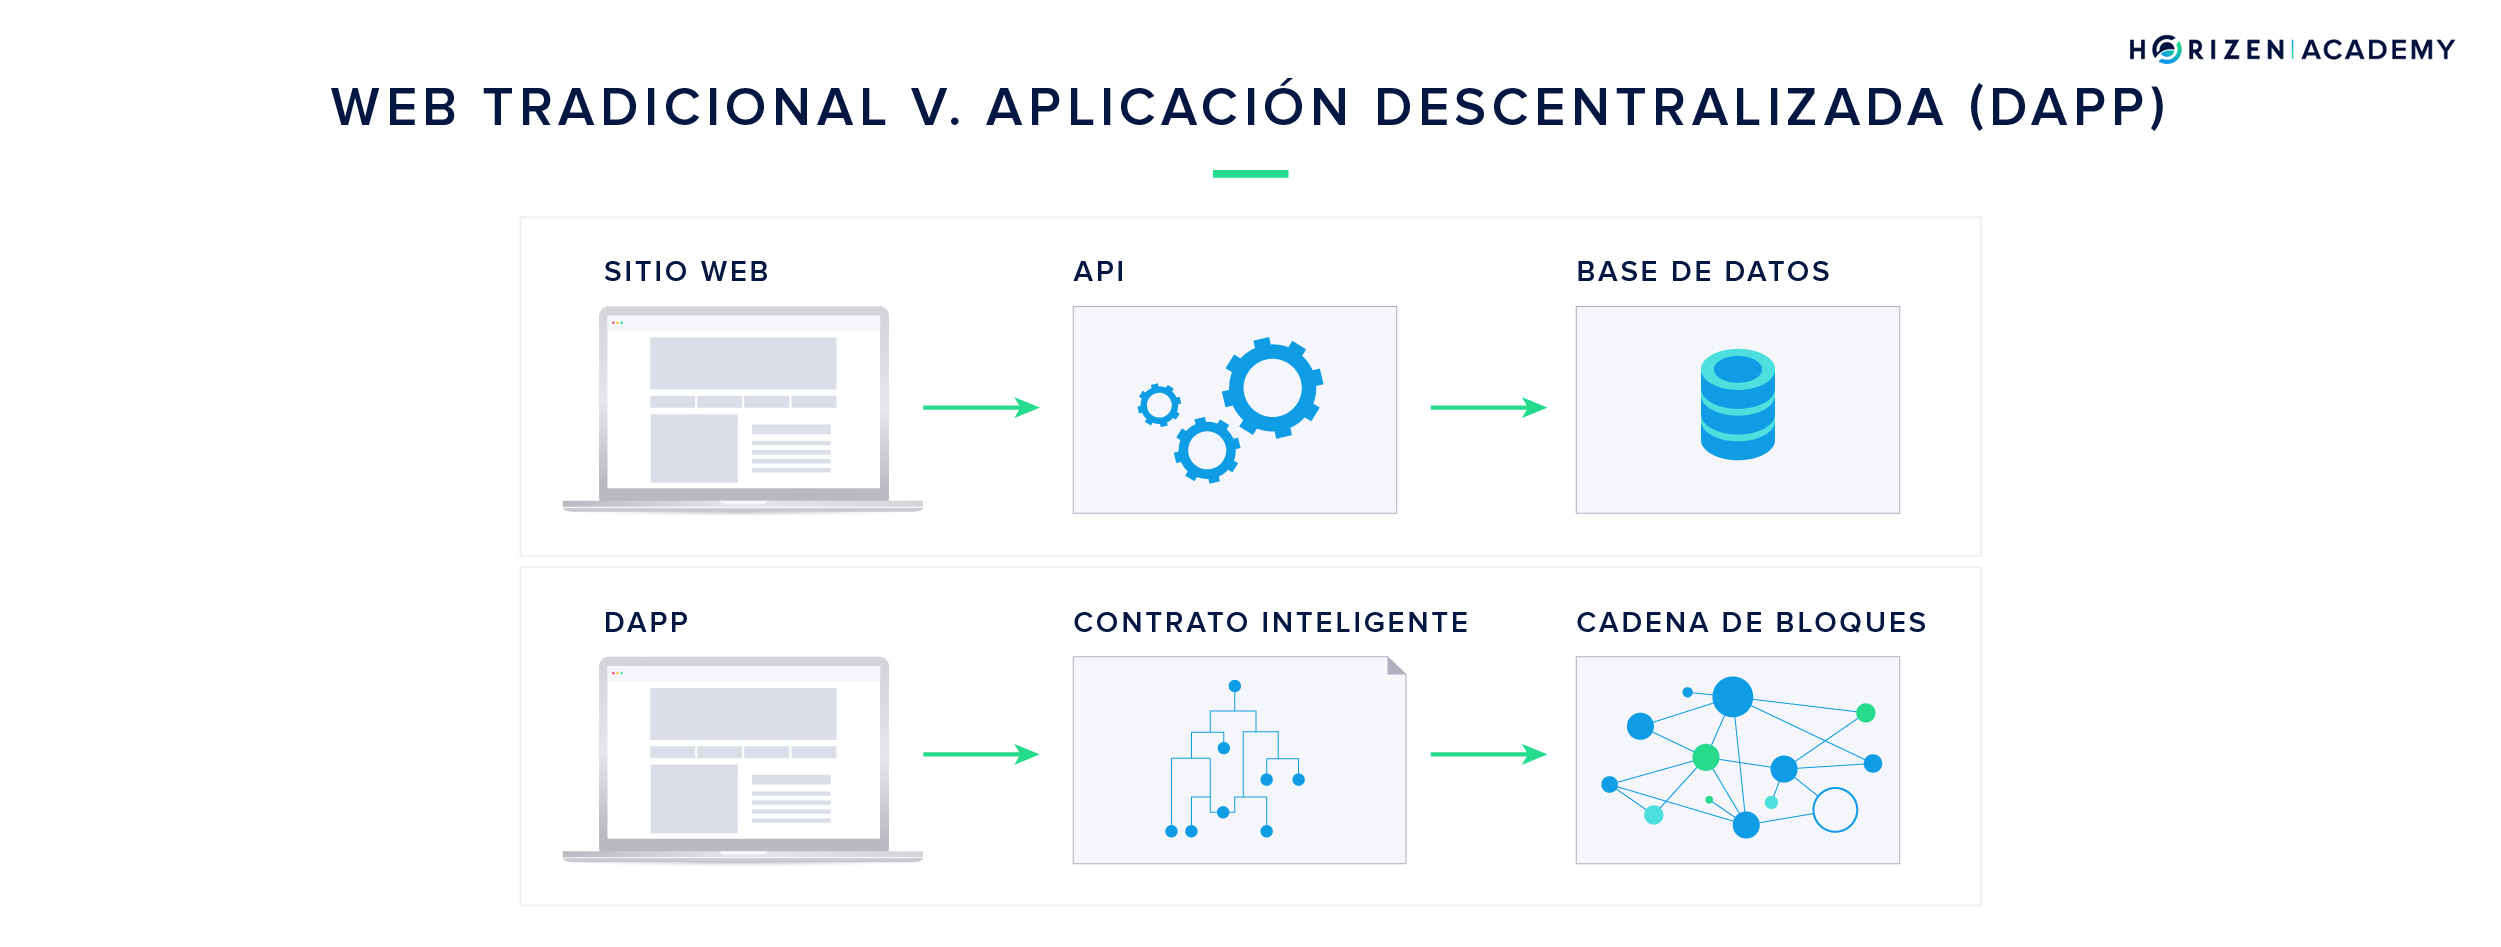 HORIZEN | ACADEMY
WEB TRADICIONAL V. APLICACIÓN DESCENTRALIZADA (DAPP)
SITIO WEB
API
BASE DE DATOS
DAPP
CONTRATO INTELIGENTE
CADENA DE BLOQUES